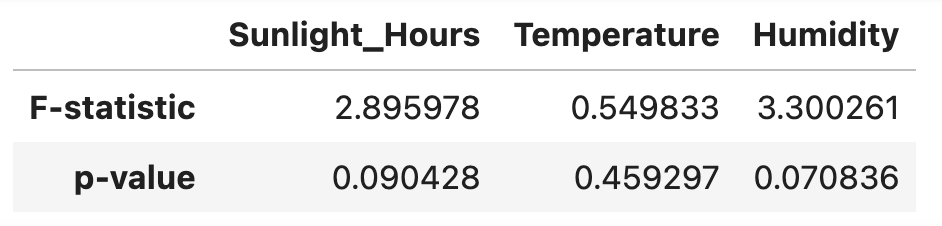 Sunlight_Hours Temperature Humidity
F-statistic 2.895978 0.549833 3.300261
p-value 0.090428 0.459297 0.070836